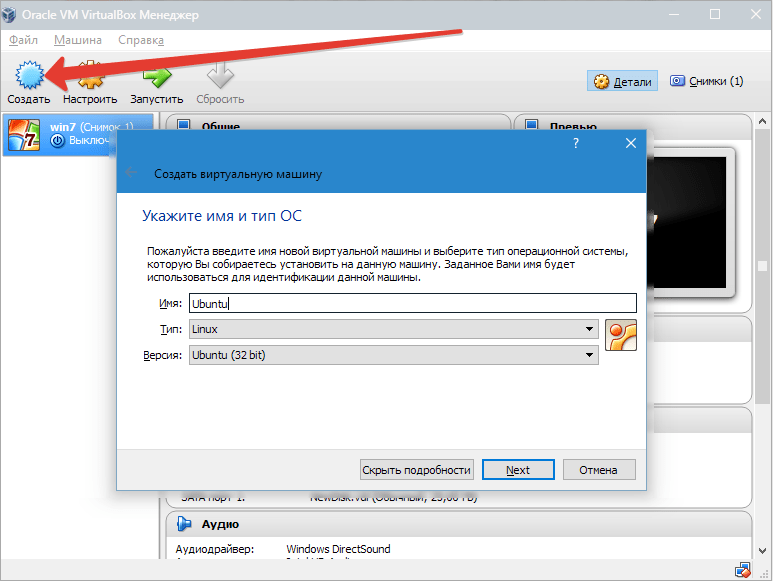 Oracle VM VirtualBox Менеджер
Файл Машина Справка
Создать Настроить Запустить Сбросить
Детали Снимки (1)
win7 (Снимок 1)
Выключ
Общие
Превью
?
Создать виртуальную машину
Укажите имя и тип ОС
Пожалуйста введите имя новой виртуальной машины и выберите тип операционной системы,
которую Вы собираетесь установить на данную машину. Заданное Вами имя будет
использоваться для идентификации данной машины.
Имя: Ubuntu
Тип: Linux
Версия: Ubuntu (32 bit)
Скрыть подробности Next Отмена
SATA порт 1: NewDisk.vdi (Обычный, 25,00 ГБ)
Аудио
Аудиодрайвер: Windows DirectSound